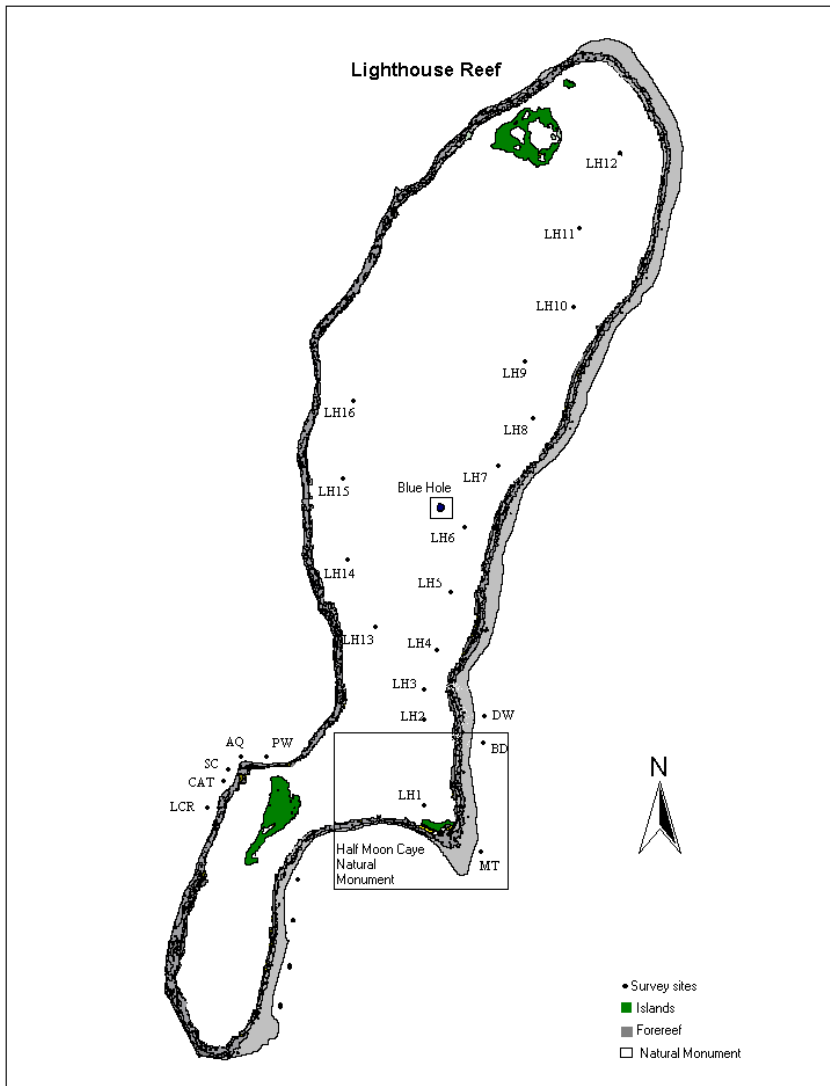 Lighthouse Reef
LH12
LH11
LH10
LH9
LH16
LH8
LH7
LH15
Blue Hole
LH6
LH14
LH5
LH13
LH4
LH3
LH2
DW
AQ
PW
BD
SC
CAT
LCR
LH1
N
Half Moon Caye
Natural
Monument
MT
Survey sites
Islands
Forereef
Natural Monument